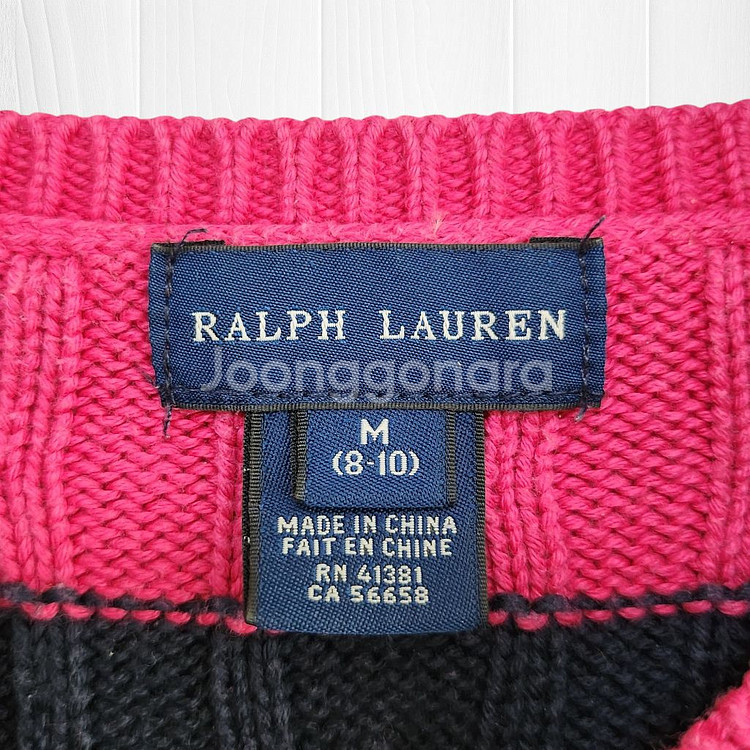 RALPH LAUREN
Joonggonara
M
(8-10)
MADE IN CHINA
FAIT EN CHINE
RN 41381
CA 56658